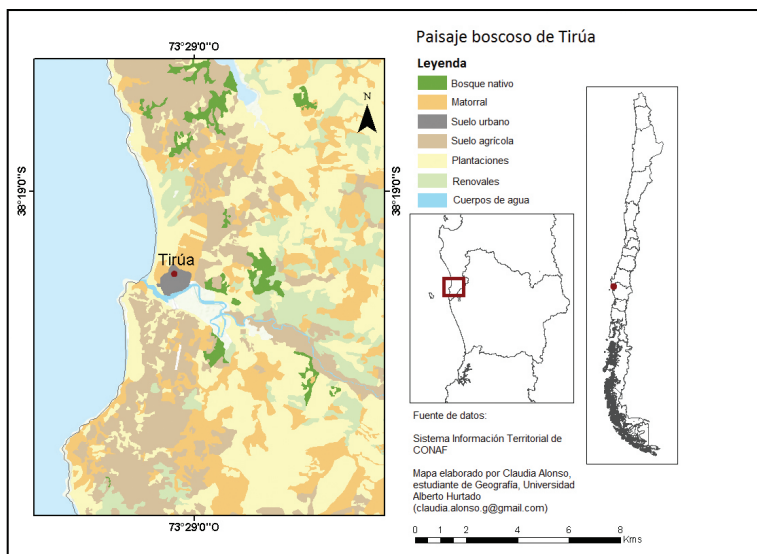 Paisaje boscoso de Tirúa
73°29'0"O
Leyenda
Bosque nativo
Matorral
Suelo urbano
Suelo agrícola
Plantaciones
Renovales
Cuerpos de agua
N
38°19'0"S
38°19'0"S
Tirúa
73°29'0"O
Fuente de datos:
Sistema Información Territorial de
CONAF
Mapa elaborado por Claudia Alonso,
estudiante de Geografía, Universidad
Alberto Hurtado
(claudia.alonso.g@gmail.com)
0 2 4 6 8
Kms